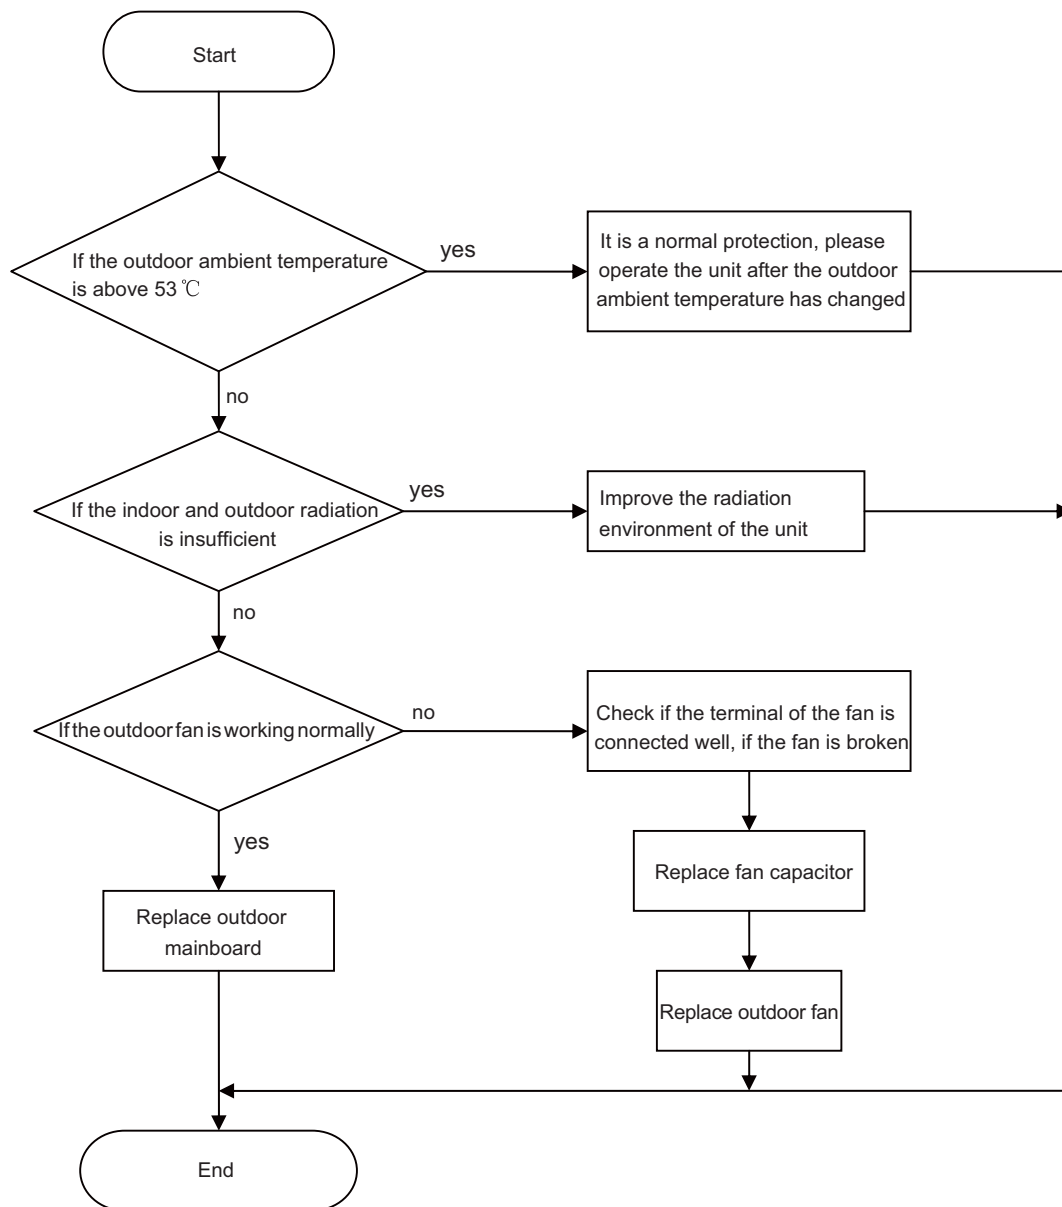 Start
If the outdoor ambient temperature
is above 53 ℃
yes
It is a normal protection, please
operate the unit after the outdoor
ambient temperature has changed
no
If the indoor and outdoor radiation
is insufficient
yes
Improve the radiation
environment of the unit
no
If the outdoor fan is working normally
no
Check if the terminal of the fan is
connected well, if the fan is broken
yes
Replace fan capacitor
Replace outdoor
mainboard
Replace outdoor fan
End